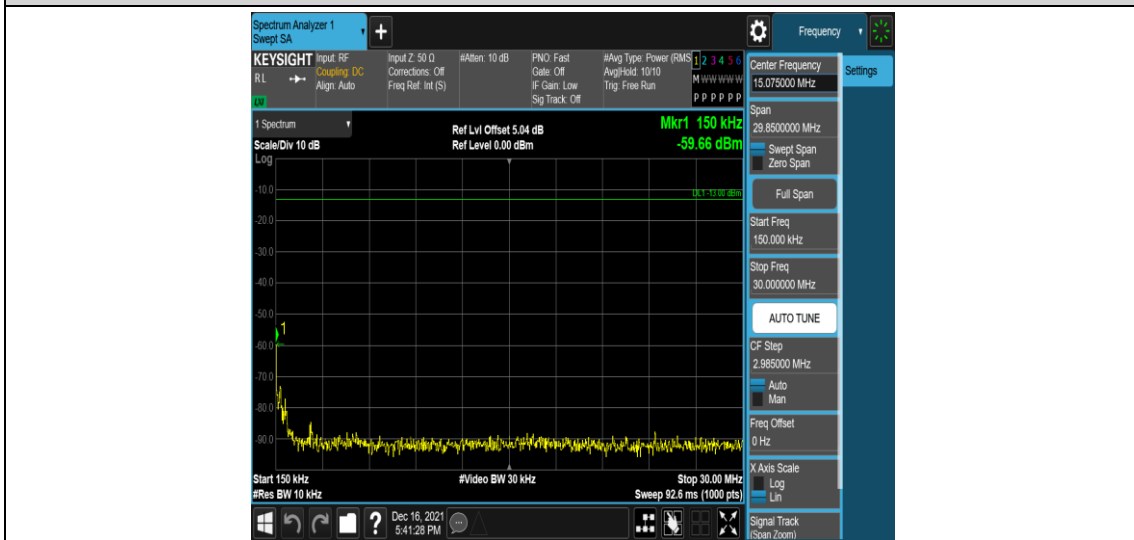 Spectrum Analyzer 1
Swept SA
Frequency
KEYSIGHT
RL
LXI
Input: RF
Coupling: DC
Align: Auto
Input Z: 50 Ω
Corrections: Off
Freq Ref: Int (S)
#Atten: 10 dB
PNO: Fast
Gate: Off
IF Gain: Low
Sig Track: Off
#Avg Type: Power (RMS
Avg|Hold: 10/10
Trig: Free Run
1 2 3 4 5 6
M W W W W W
P P P P P P
1 Spectrum
Scale/Div 10 dB
Log
Ref Lvl Offset 5.04 dB
Ref Level 0.00 dBm
Mkr1 150 kHz
-59.66 dBm
DL1 -13.00 dBm
-10.0
-20.0
-30.0
-40.0
-50.0
1
-60.0
-70.0
-80.0
-90.0
Start 150 kHz
#Res BW 10 kHz
#Video BW 30 kHz
Stop 30.00 MHz
Sweep 92.6 ms (1000 pts)
?
Dec 16, 2021
5:41:28 PM
Center Frequency
15.075000 MHz
Settings
Span
29.8500000 MHz
Swept Span
Zero Span
Full Span
Start Freq
150.000 kHz
Stop Freq
30.000000 MHz
AUTO TUNE
CF Step
2.985000 MHz
Auto
Man
Freq Offset
0 Hz
X Axis Scale
Log
Lin
Signal Track
(Span Zoom)